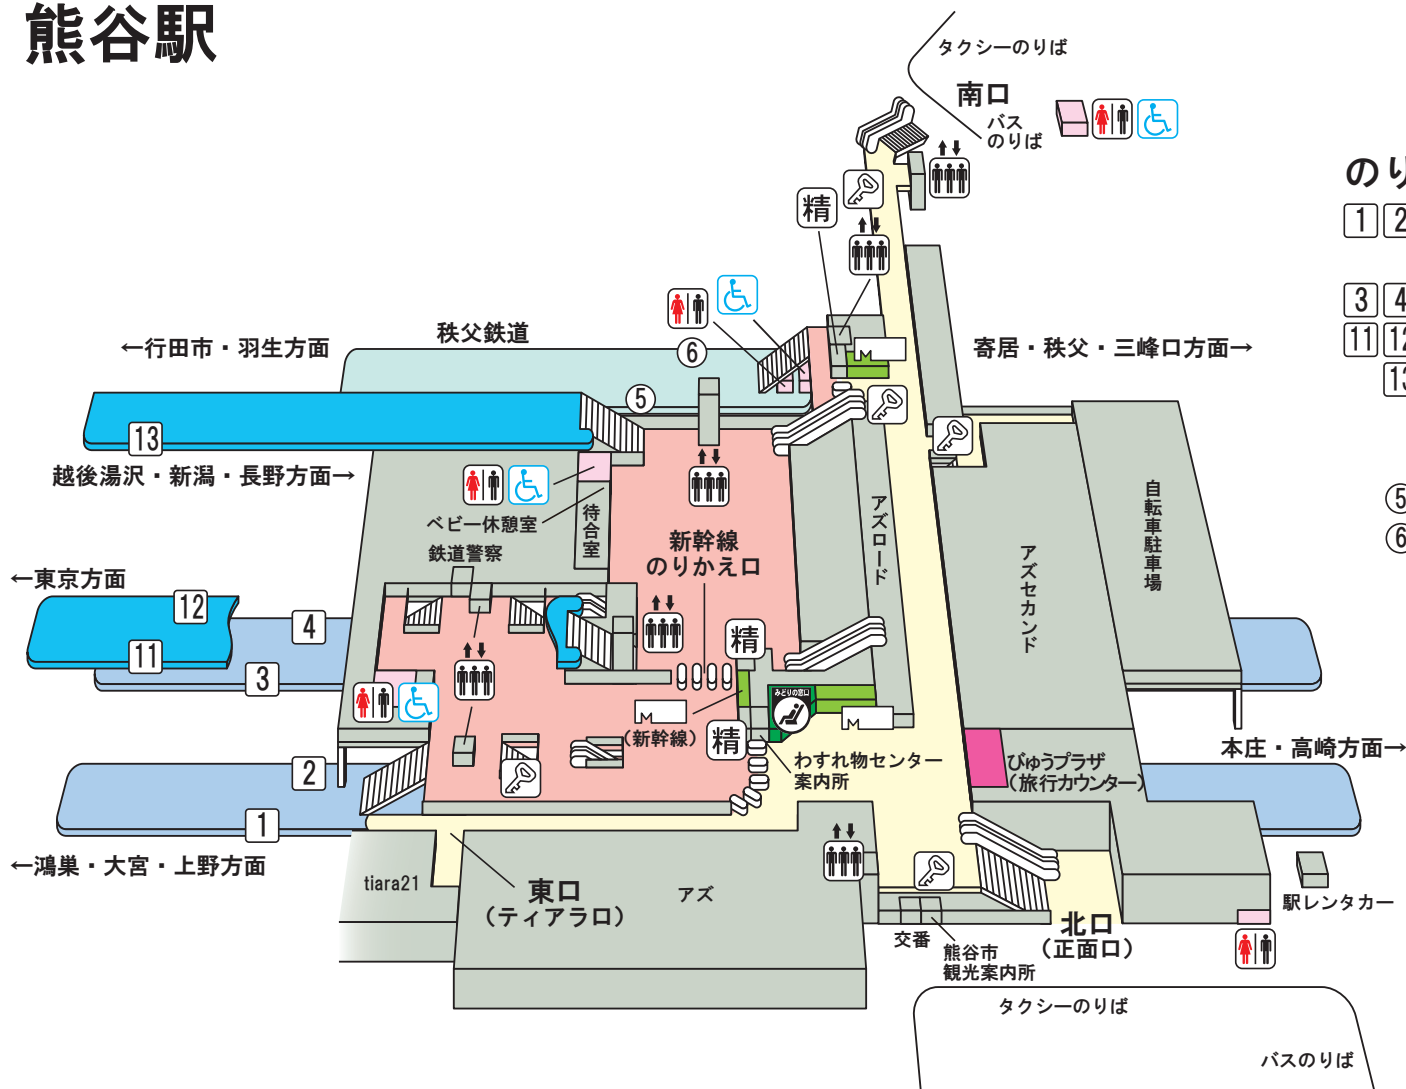 熊谷駅
タクシーのりば
南口
バス
のりば
のり
1 2
3 4
11 12
13
⑤
⑥
精
秩父鉄道
←行田市・羽生方面
⑥
寄居・秩父・三峰口方面→
M
⑤
13
越後湯沢・新潟・長野方面→
ベビー休憩室
待合室
鉄道警察
新幹線
のりかえ口
アズロード
アズセカンド
自転車駐車場
←東京方面
12
11
4
3
精
みどりの窓口
M
(新幹線)
精
M
わすれ物センター
案内所
びゅうプラザ
(旅行カウンター)
本庄・高崎方面→
2
1
←鴻巣・大宮・上野方面
tiara21
東口
(ティアラ口)
アズ
交番
熊谷市
観光案内所
北口
(正面口)
駅レンタカー
タクシーのりば
バスのりば